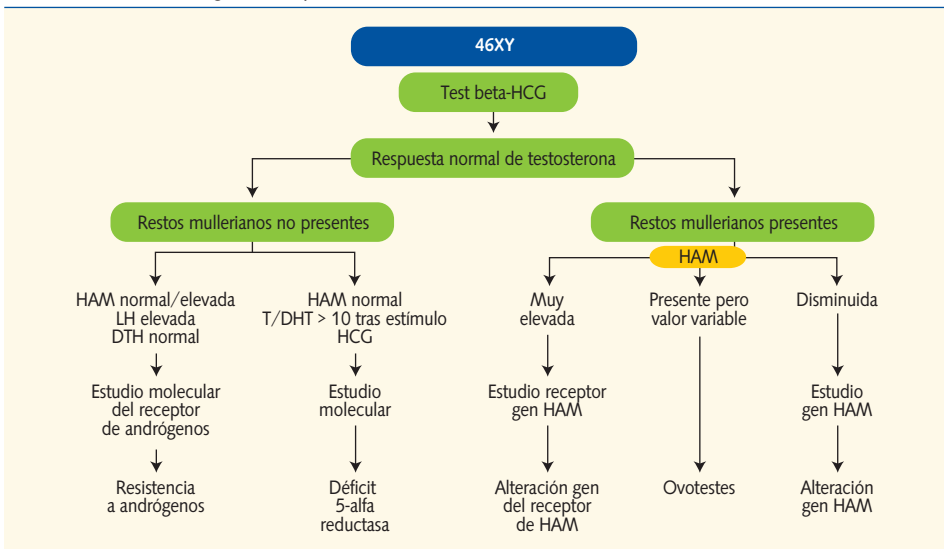 46XY
Test beta-HCG
Respuesta normal de testosterona
Restos mullerianos no presentes
Restos mullerianos presentes
HAM
HAM normal/elevada
LH elevada
DTH normal
HAM normal
T/DHT > 10 tras estímulo
HCG
Muy
elevada
Presente pero
valor variable
Disminuida
Estudio molecular
del receptor
de andrógenos
Estudio
molecular
Estudio receptor
gen HAM
Estudio
gen HAM
Resistencia
a andrógenos
Déficit
5-alfa
reductasa
Alteración gen
del receptor
de HAM
Ovotestes
Alteración
gen HAM